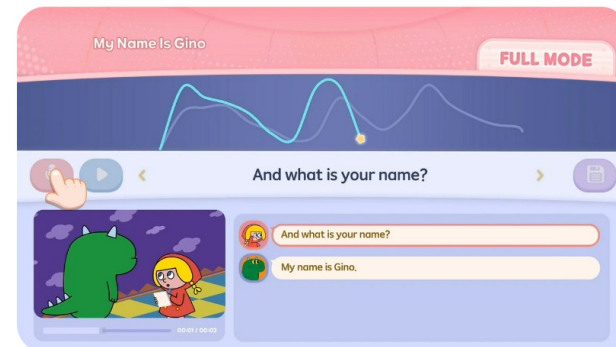 My Name Is Gino
FULL MODE
And what is your name?
And what is your name?
My name is Gino.
00:01 / 00:02